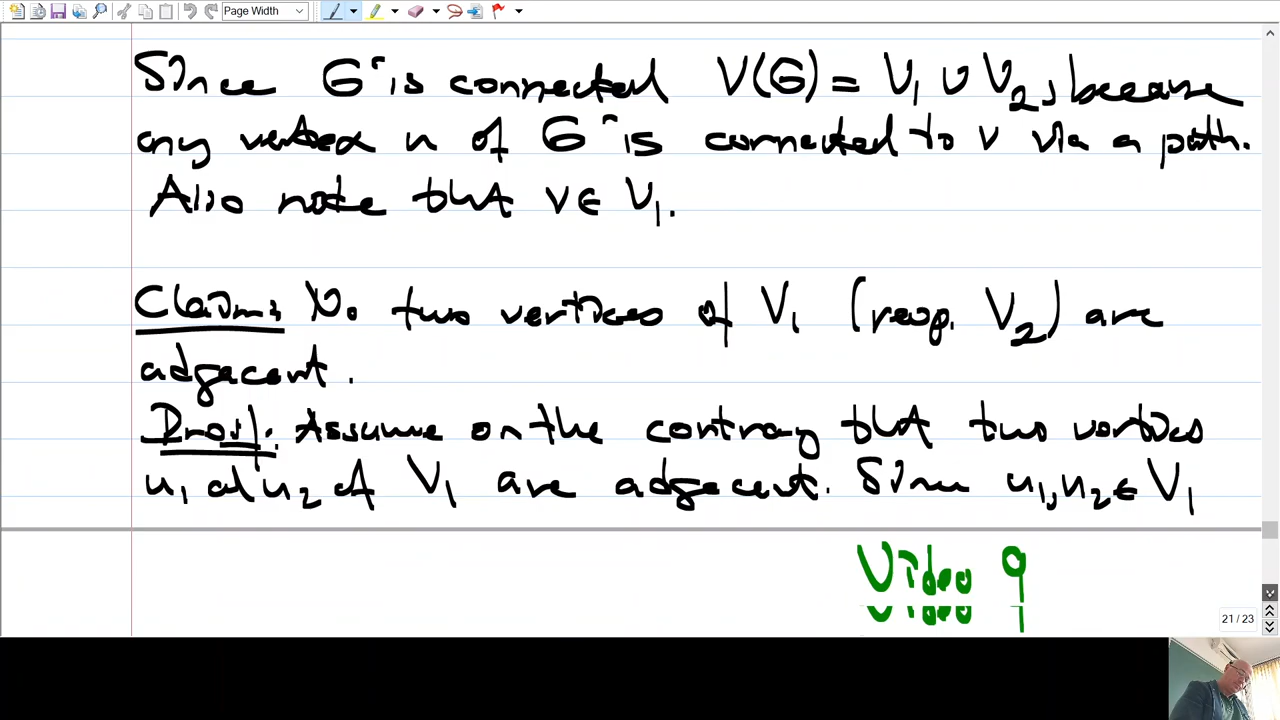 Page Width
Since G is connected V(G) = V₁ ∪ V₂, because
any vertex u of G is connected to v via a path.
Also note that v ∈ V₁.
Claim: No two vertices of V₁ (resp. V₂) are
adjacent.
Proof: Assume on the contrary that two vertices
u₁ and u₂ of V₁ are adjacent. Since u₁, u₂ ∈ V₁
Video 9
21 / 23